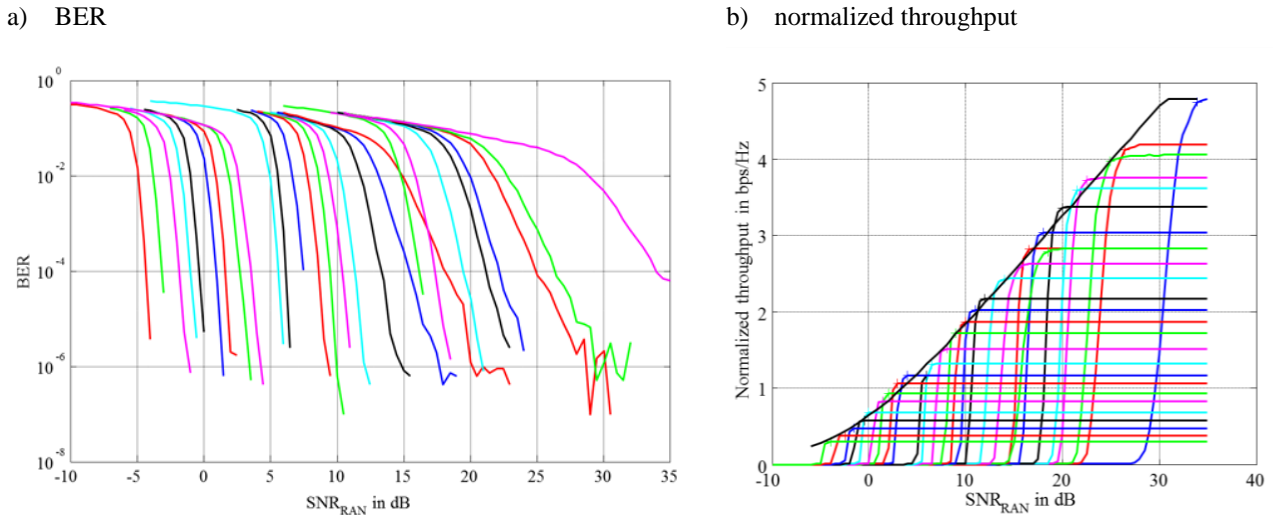 a) BER
b) normalized throughput
10^0
10^-2
10^-4
10^-6
10^-8
BER
-10 -5 0 5 10 15 20 25 30 35
SNR_RAN in dB
5
4
3
2
1
0
Normalized throughput in bps/Hz
-10 0 10 20 30 40
SNR_RAN in dB